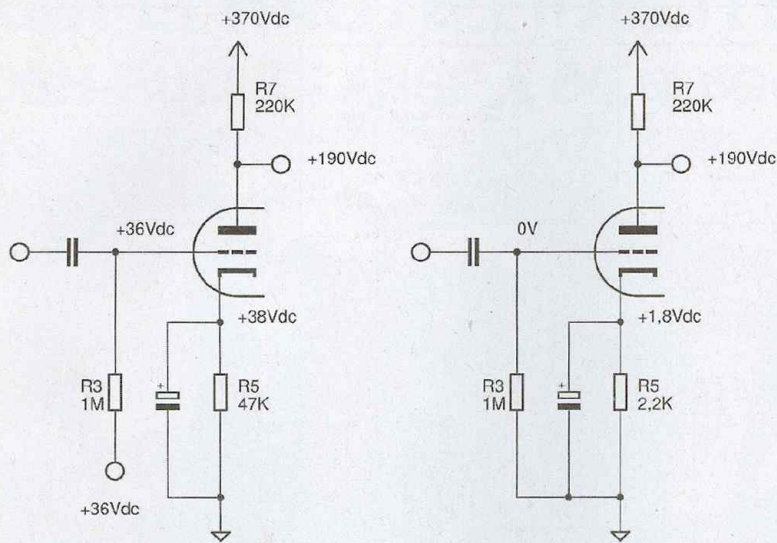 +370Vdc
R7
220K
+190Vdc
+36Vdc
+38Vdc
R3
1M
+
R5
47K
+36Vdc
+370Vdc
R7
220K
+190Vdc
0V
+1,8Vdc
R3
1M
+
R5
2,2K